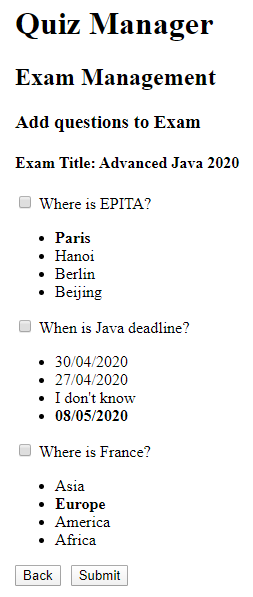 Quiz Manager
Exam Management
Add questions to Exam
Exam Title: Advanced Java 2020
Where is EPITA?
Paris
Hanoi
Berlin
Beijing
When is Java deadline?
30/04/2020
27/04/2020
I don't know
08/05/2020
Where is France?
Asia
Europe
America
Africa
Back Submit